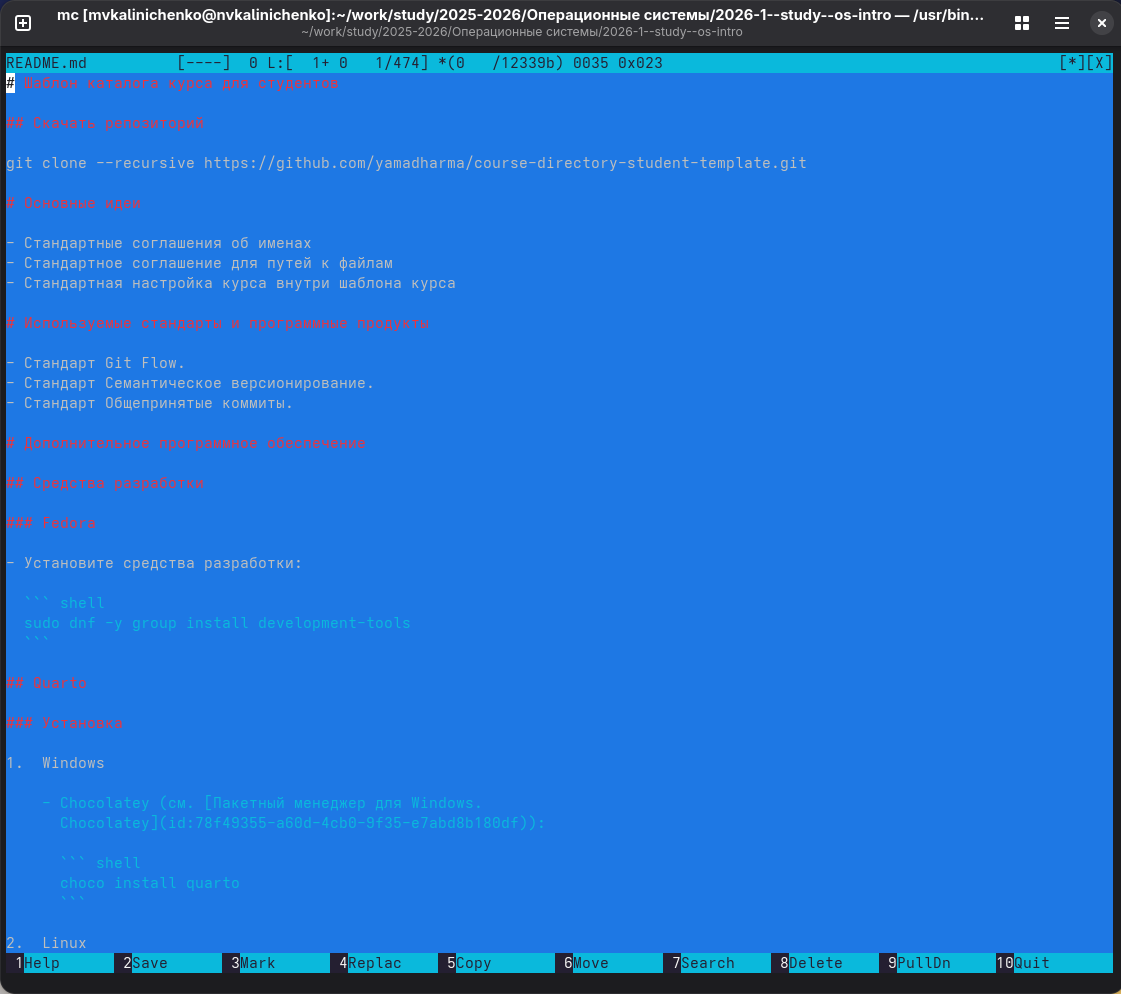 mc [mvkalinichenko@nvkalinichenko]:~/work/study/2025-2026/Операционные системы/2026-1--study--os-intro — /usr/bin…
~/work/study/2025-2026/Операционные системы/2026-1--study--os-intro
README.md [----] 0 L:[ 1+ 0 1/474] *(0 /12339b) 0035 0x023 [*][X]
# Шаблон каталога курса для студентов
## Скачать репозиторий
git clone --recursive https://github.com/yamadharma/course-directory-student-template.git
# Основные идеи
- Стандартные соглашения об именах
- Стандартное соглашение для путей к файлам
- Стандартная настройка курса внутри шаблона курса
# Используемые стандарты и программные продукты
- Стандарт Git Flow.
- Стандарт Семантическое версионирование.
- Стандарт Общепринятые коммиты.
# Дополнительное программное обеспечение
## Средства разработки
### Fedora
- Установите средства разработки:
``` shell
sudo dnf -y group install development-tools
```
## Quarto
### Установка
1. Windows
- Chocolatey (см. [Пакетный менеджер для Windows.
Chocolatey](id:78f49355-a60d-4cb0-9f35-e7abd8b180df)):
``` shell
choco install quarto
```
2. Linux
1Help 2Save 3Mark 4Replac 5Copy 6Move 7Search 8Delete 9PullDn 10Quit